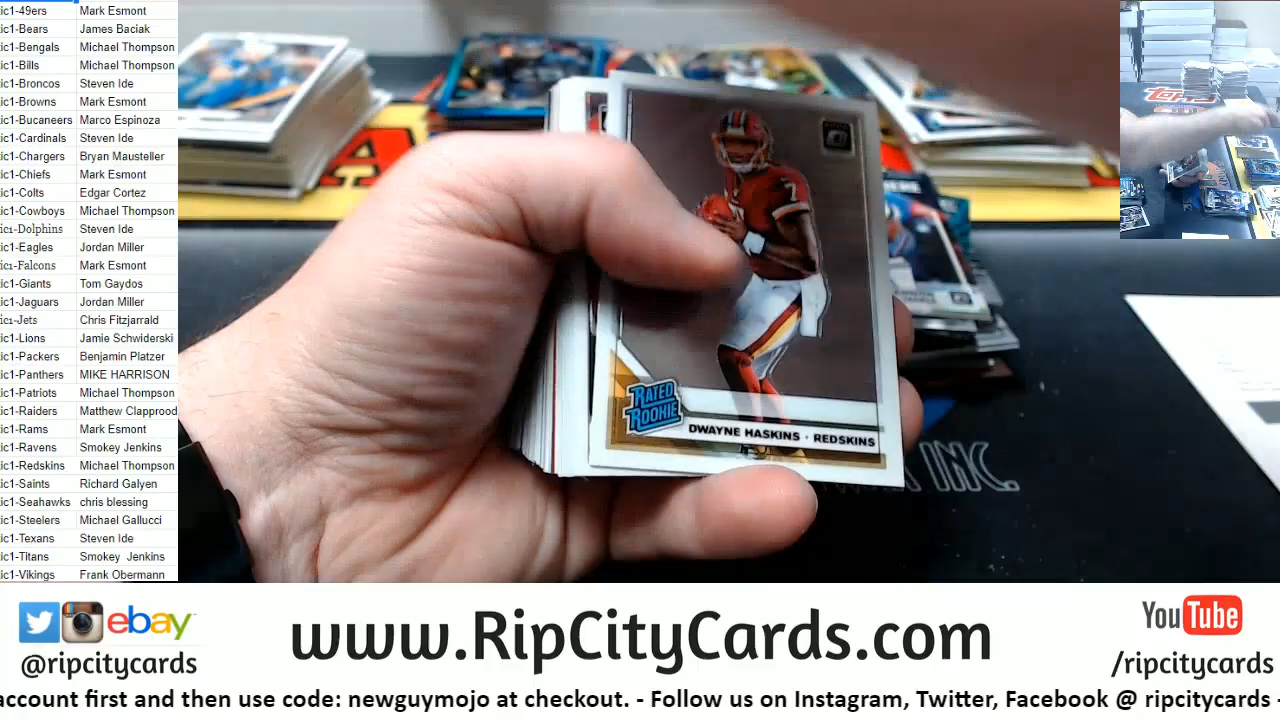 ic1-49ers Mark Esmont
ic1-Bears James Baciak
ic1-Bengals Michael Thompson
ic1-Bills Michael Thompson
ic1-Broncos Steven Ide
ic1-Browns Mark Esmont
ic1-Bucaneers Marco Espinoza
ic1-Cardinals Steven Ide
ic1-Chargers Bryan Mausteller
ic1-Chiefs Mark Esmont
ic1-Colts Edgar Cortez
ic1-Cowboys Michael Thompson
ic1-Dolphins Steven Ide
ic1-Eagles Jordan Miller
ic1-Falcons Mark Esmont
ic1-Giants Tom Gaydos
ic1-Jaguars Jordan Miller
ic1-Jets Chris Fitzjarrald
ic1-Lions Jamie Schwiderski
ic1-Packers Benjamin Platzer
ic1-Panthers MIKE HARRISON
ic1-Patriots Michael Thompson
ic1-Raiders Matthew Clapprood
ic1-Rams Mark Esmont
ic1-Ravens Smokey Jenkins
ic1-Redskins Michael Thompson
ic1-Saints Richard Galyen
ic1-Seahawks chris blessing
ic1-Steelers Michael Gallucci
ic1-Texans Steven Ide
ic1-Titans Smokey Jenkins
ic1-Vikings Frank Obermann
7
RATED
ROOKIE
DWAYNE HASKINS · REDSKINS
INC.
Topps
ebay
@ripcitycards
www.RipCityCards.com
YouTube
/ripcitycards
account first and then use code: newguymojo at checkout. - Follow us on Instagram, Twitter, Facebook @ ripcitycards -